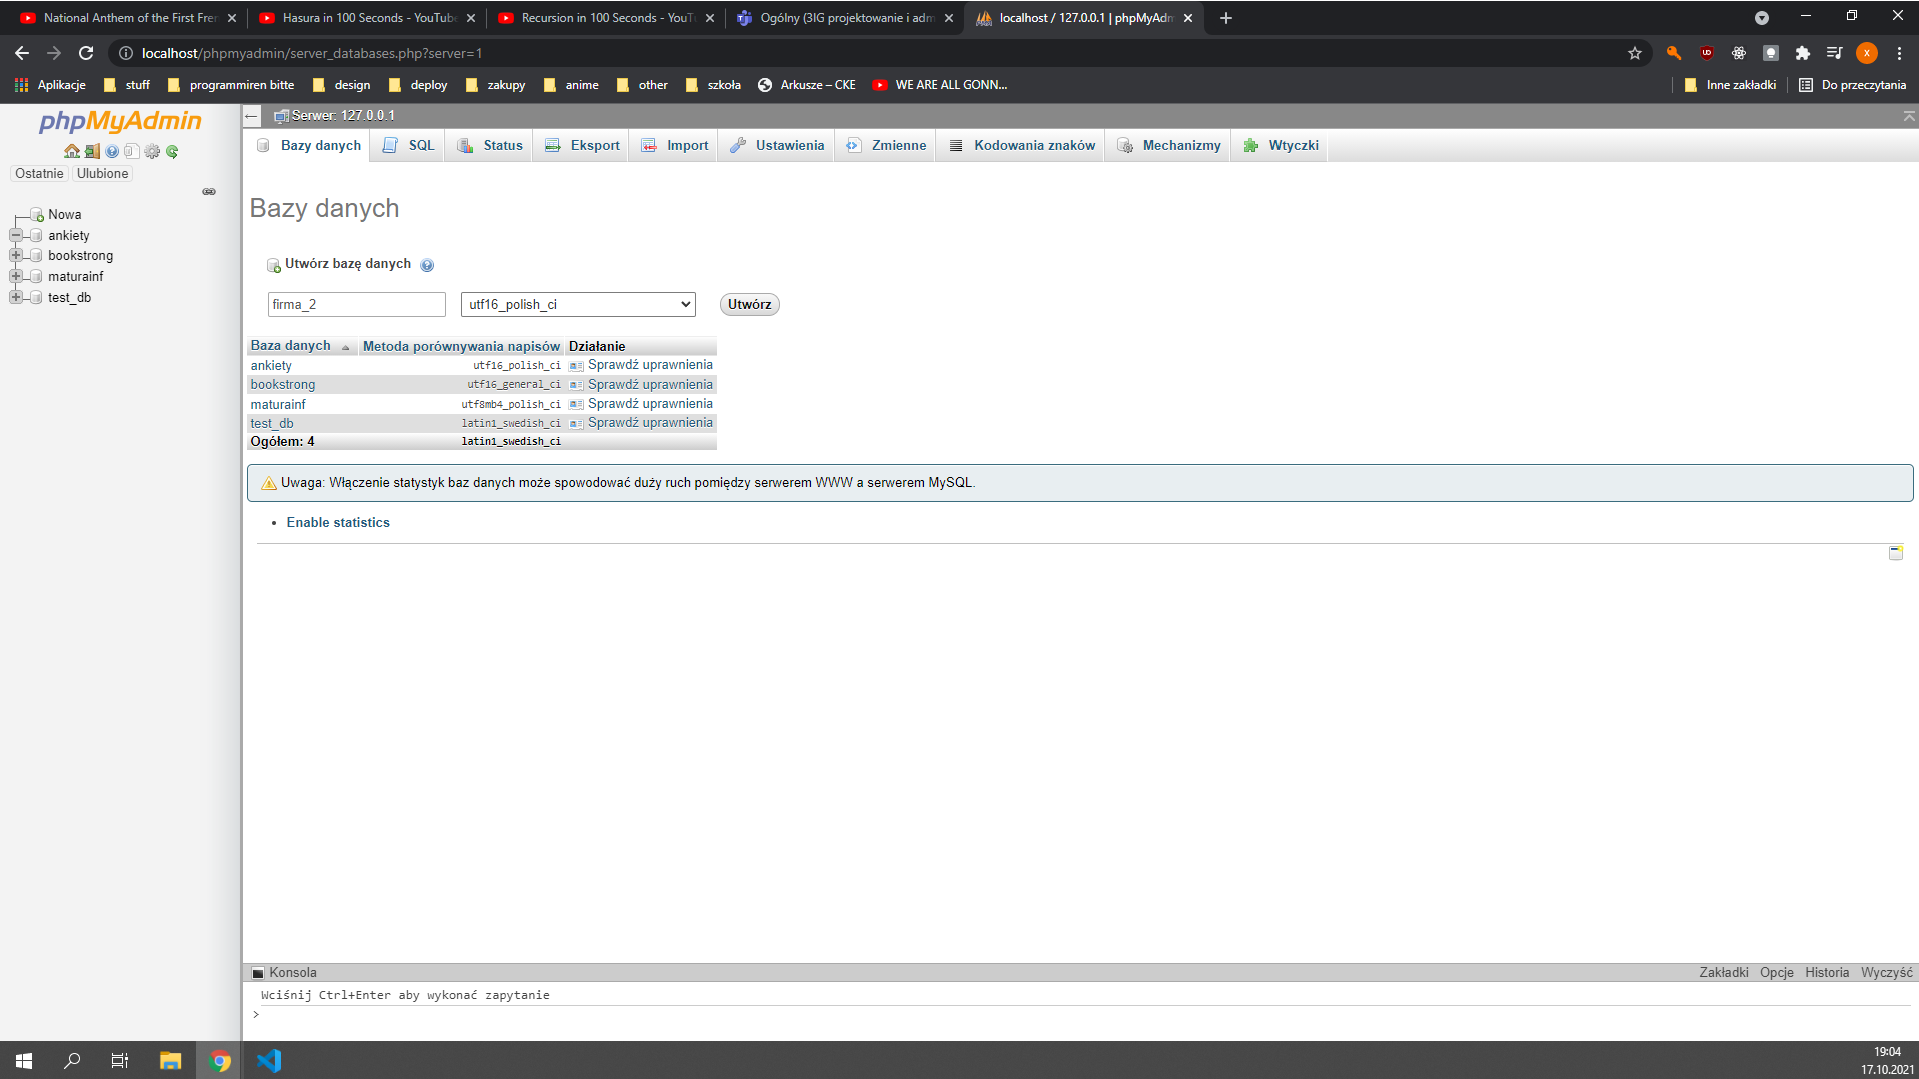 National Anthem of the First Fre
Hasura in 100 Seconds - YouTube
Recursion in 100 Seconds - YouT
Ogólny (3IG projektowanie i adm
localhost / 127.0.0.1 | phpMyAdm
localhost/phpmyadmin/server_databases.php?server=1
Aplikacje
stuff
programmiren bitte
design
deploy
zakupy
anime
other
szkoła
Arkusze – CKE
WE ARE ALL GONN...
Inne zakładki
Do przeczytania
phpMyAdmin
Ostatnie
Ulubione
Nowa
ankiety
bookstrong
maturainf
test_db
Serwer: 127.0.0.1
Bazy danych
SQL
Status
Eksport
Import
Ustawienia
Zmienne
Kodowania znaków
Mechanizmy
Wtyczki
Bazy danych
Utwórz bazę danych
firma_2
utf16_polish_ci
Utwórz
Baza danych Metoda porównywania napisów Działanie
ankiety utf16_polish_ci Sprawdź uprawnienia
bookstrong utf16_general_ci Sprawdź uprawnienia
maturainf utf8mb4_polish_ci Sprawdź uprawnienia
test_db latin1_swedish_ci Sprawdź uprawnienia
Ogółem: 4 latin1_swedish_ci
Uwaga: Włączenie statystyk baz danych może spowodować duży ruch pomiędzy serwerem WWW a serwerem MySQL.
• Enable statistics
Konsola
Zakładki Opcje Historia Wyczyść
Wciśnij Ctrl+Enter aby wykonać zapytanie
>
19:04
17.10.2021